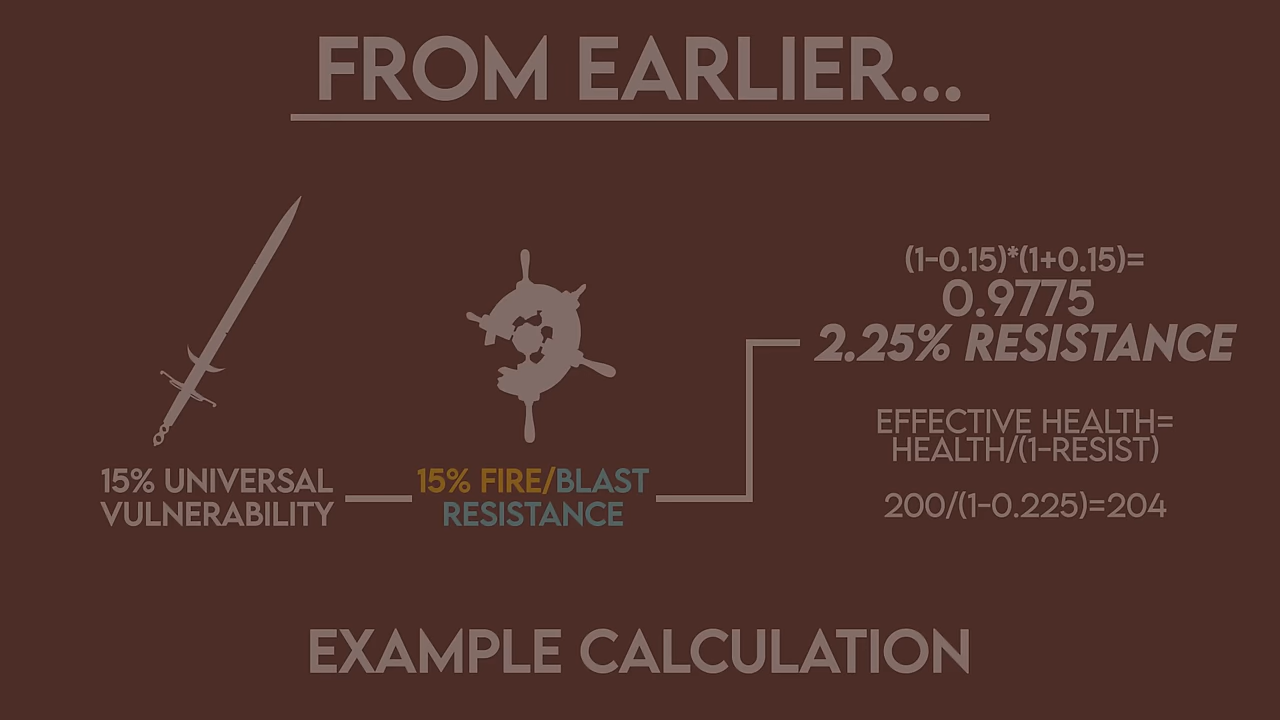 FROM EARLIER...
(1-0.15)*(1+0.15)=
0.9775
2.25% RESISTANCE
EFFECTIVE HEALTH=
HEALTH/(1-RESIST)
200/(1-0.225)=204
15% UNIVERSAL
VULNERABILITY
15% FIRE/BLAST
RESISTANCE
EXAMPLE CALCULATION